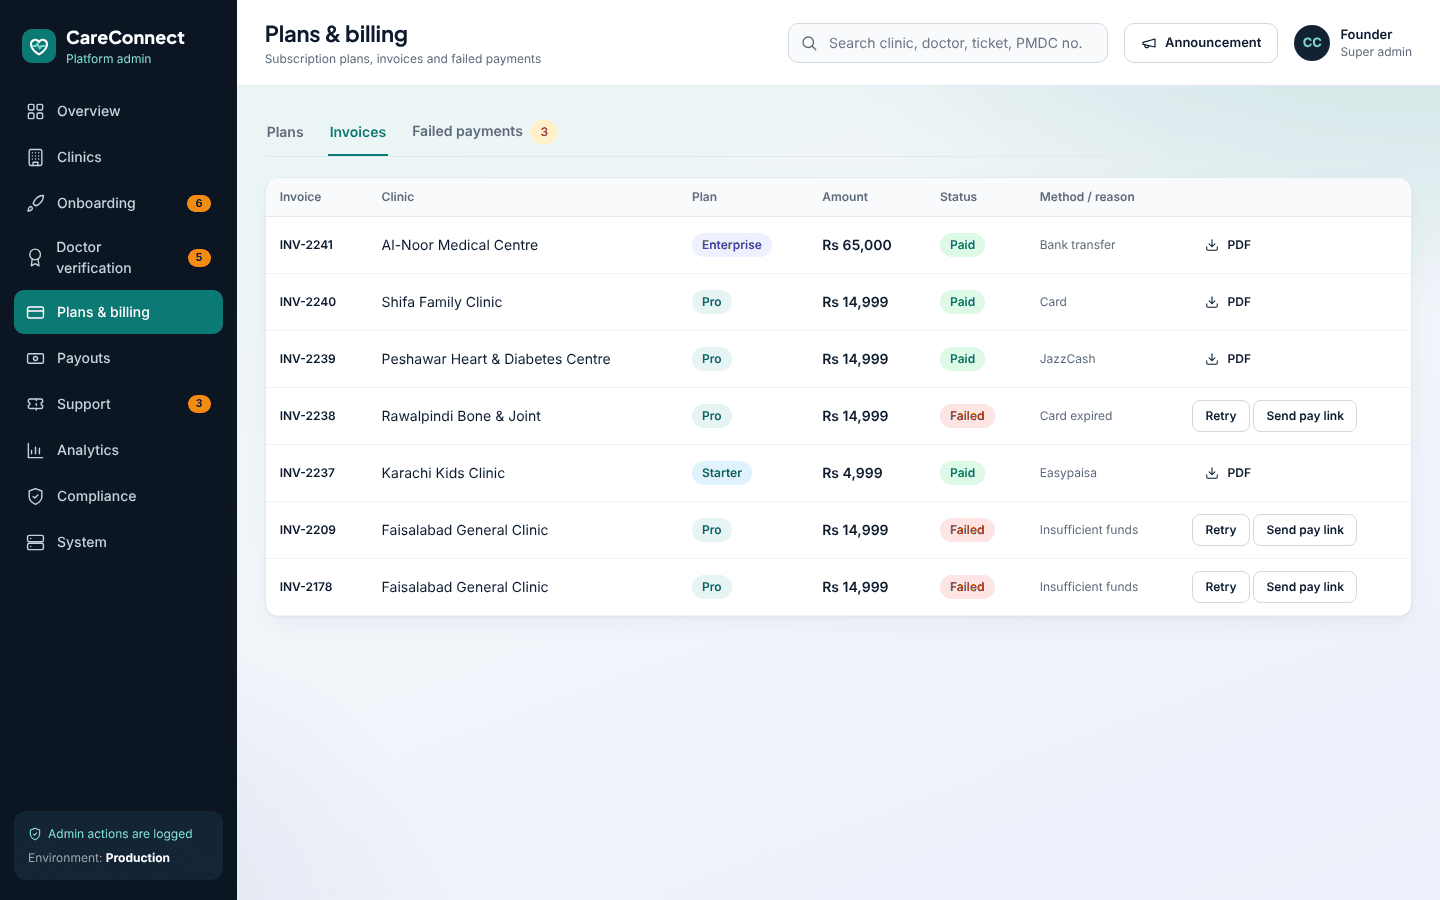 CareConnect
Platform admin
Overview
Clinics
Onboarding 6
Doctor
verification 5
Plans & billing
Payouts
Support 3
Analytics
Compliance
System
Admin actions are logged
Environment: Production
Plans & billing
Subscription plans, invoices and failed payments
Search clinic, doctor, ticket, PMDC no.
Announcement
CC
Founder
Super admin
Plans Invoices Failed payments 3
Invoice Clinic Plan Amount Status Method / reason
INV-2241 Al-Noor Medical Centre Enterprise Rs 65,000 Paid Bank transfer PDF
INV-2240 Shifa Family Clinic Pro Rs 14,999 Paid Card PDF
INV-2239 Peshawar Heart & Diabetes Centre Pro Rs 14,999 Paid JazzCash PDF
INV-2238 Rawalpindi Bone & Joint Pro Rs 14,999 Failed Card expired Retry Send pay link
INV-2237 Karachi Kids Clinic Starter Rs 4,999 Paid Easypaisa PDF
INV-2209 Faisalabad General Clinic Pro Rs 14,999 Failed Insufficient funds Retry Send pay link
INV-2178 Faisalabad General Clinic Pro Rs 14,999 Failed Insufficient funds Retry Send pay link